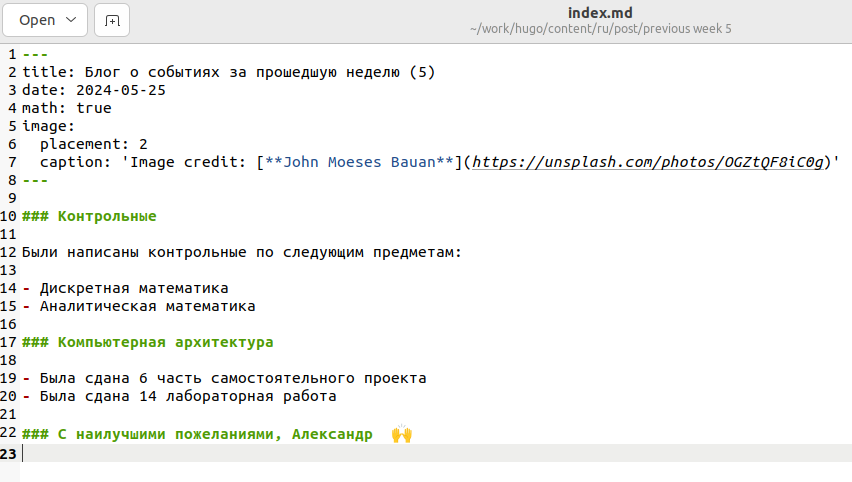 Open
index.md
~/work/hugo/content/ru/post/previous week 5
1 ---
2 title: Блог о событиях за прошедшую неделю (5)
3 date: 2024-05-25
4 math: true
5 image:
6   placement: 2
7   caption: 'Image credit: [**John Moeses Bauan**](https://unsplash.com/photos/OGZtQF8iC0g)'
8 ---
9
10 ### Контрольные
11
12 Были написаны контрольные по следующим предметам:
13
14 - Дискретная математика
15 - Аналитическая математика
16
17 ### Компьютерная архитектура
18
19 - Была сдана 6 часть самостоятельного проекта
20 - Была сдана 14 лабораторная работа
21
22 ### С наилучшими пожеланиями, Александр 🙌
23